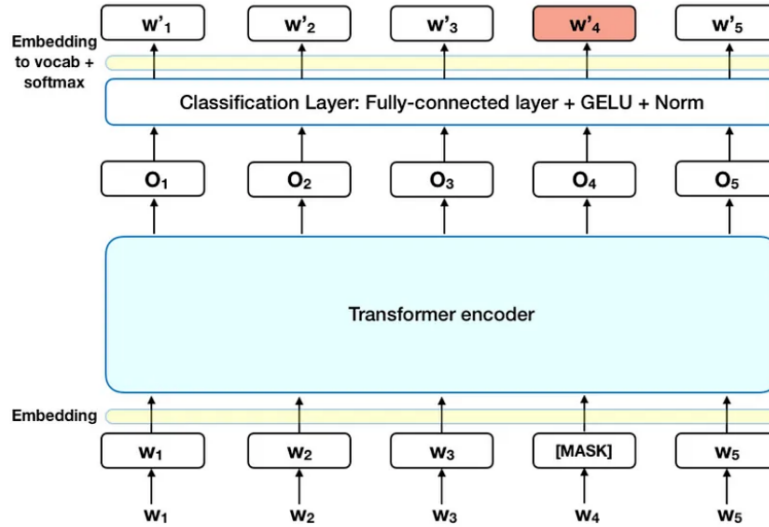 w'₁ w'₂ w'₃ w'₄ w'₅
Embedding
to vocab +
softmax
Classification Layer: Fully-connected layer + GELU + Norm
O₁ O₂ O₃ O₄ O₅
Transformer encoder
Embedding
W₁ W₂ W₃ [MASK] W₅
W₁ W₂ W₃ W₄ W₅